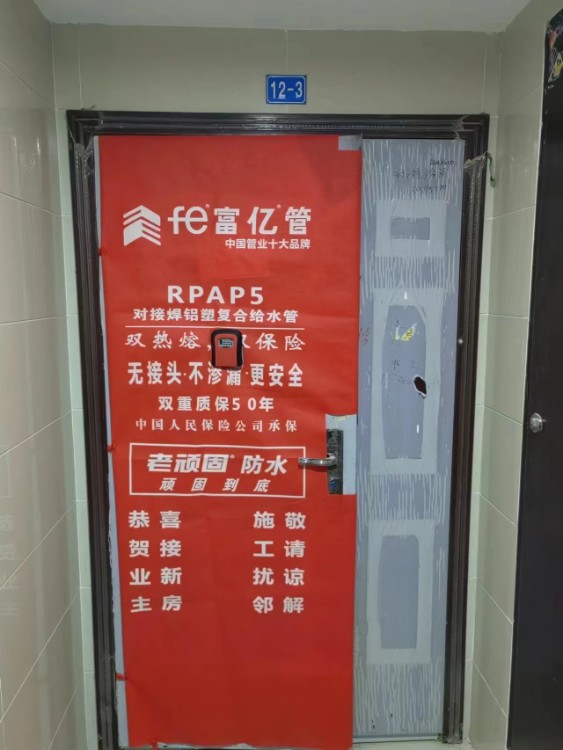 12-3
fe®富亿®管
中国管业十大品牌
RPAP5
对接焊铝塑复合给水管
双热熔, 保险
无接头·不渗漏·更安全
双重质保50年
中国人民保险公司承保
老顽固®防水
顽固到底
恭喜 施敬
贺接 工请
业新 扰谅
主房 邻解